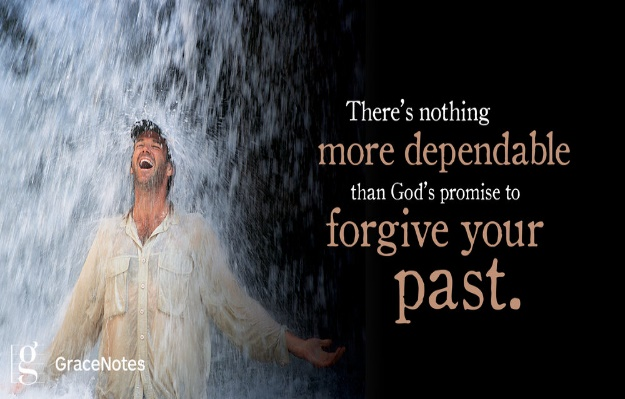 There's nothing
more dependable
than God's promise to
forgive your
past.
g
GraceNotes